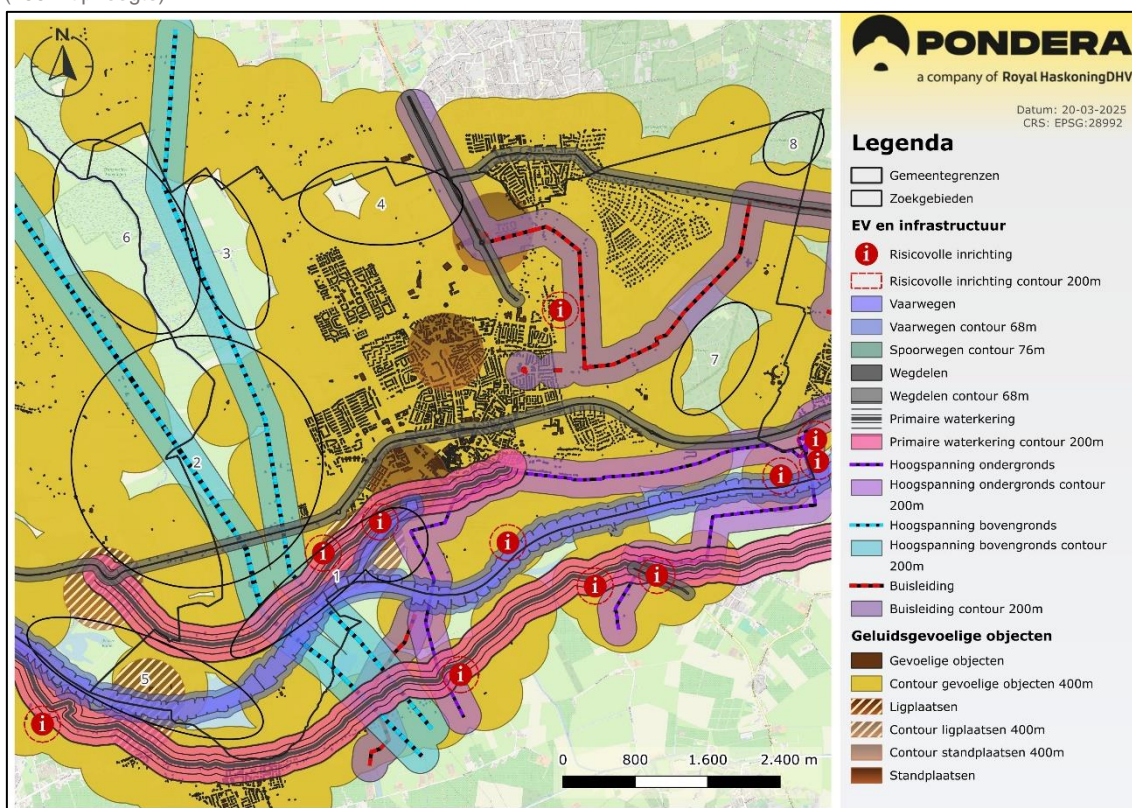 N
6
3
4
8
7
2
1
5
0 800 1.600 2.400 m
PONDERA
a company of Royal HaskoningDHV
Datum: 20-03-2025
CRS: EPSG:28992
Legenda
Gemeentegrenzen
Zoekgebieden
EV en infrastructuur
i Risicovolle inrichting
Risicovolle inrichting contour 200m
Vaarwegen
Vaarwegen contour 68m
Spoorwegen contour 76m
Wegdelen
Wegdelen contour 68m
Primaire waterkering
Primaire waterkering contour 200m
Hoogspanning ondergronds
Hoogspanning ondergronds contour
200m
Hoogspanning bovengronds
Hoogspanning bovengronds contour
200m
Buisleiding
Buisleiding contour 200m
Geluidsgevoelige objecten
Gevoelige objecten
Contour gevoelige objecten 400m
Ligplaatsen
Contour ligplaatsen 400m
Contour standplaatsen 400m
Standplaatsen